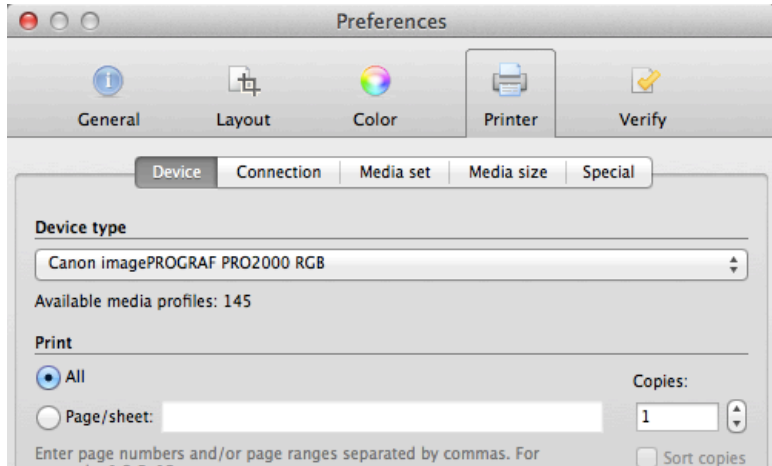 Preferences
General Layout Color Printer Verify
Device Connection Media set Media size Special
Device type
Canon imagePROGRAF PRO2000 RGB
Available media profiles: 145
Print
All
Copies:
Page/sheet: 1
Enter page numbers and/or page ranges separated by commas. For
Sort copies